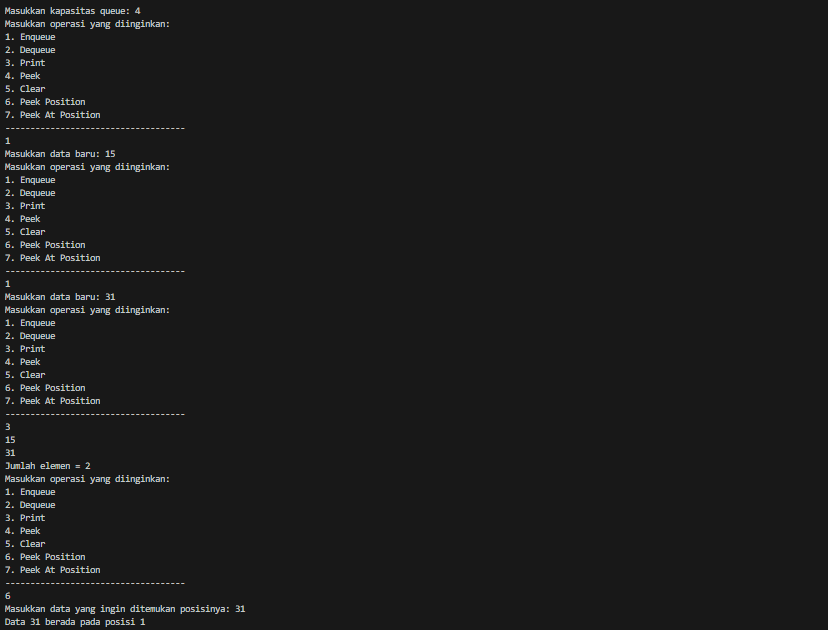 Masukkan kapasitas queue: 4
Masukkan operasi yang diinginkan:
1. Enqueue
2. Dequeue
3. Print
4. Peek
5. Clear
6. Peek Position
7. Peek At Position
------------------------------------
1
Masukkan data baru: 15
Masukkan operasi yang diinginkan:
1. Enqueue
2. Dequeue
3. Print
4. Peek
5. Clear
6. Peek Position
7. Peek At Position
------------------------------------
1
Masukkan data baru: 31
Masukkan operasi yang diinginkan:
1. Enqueue
2. Dequeue
3. Print
4. Peek
5. Clear
6. Peek Position
7. Peek At Position
------------------------------------
3
15
31
Jumlah elemen = 2
Masukkan operasi yang diinginkan:
1. Enqueue
2. Dequeue
3. Print
4. Peek
5. Clear
6. Peek Position
7. Peek At Position
------------------------------------
6
Masukkan data yang ingin ditemukan posisinya: 31
Data 31 berada pada posisi 1